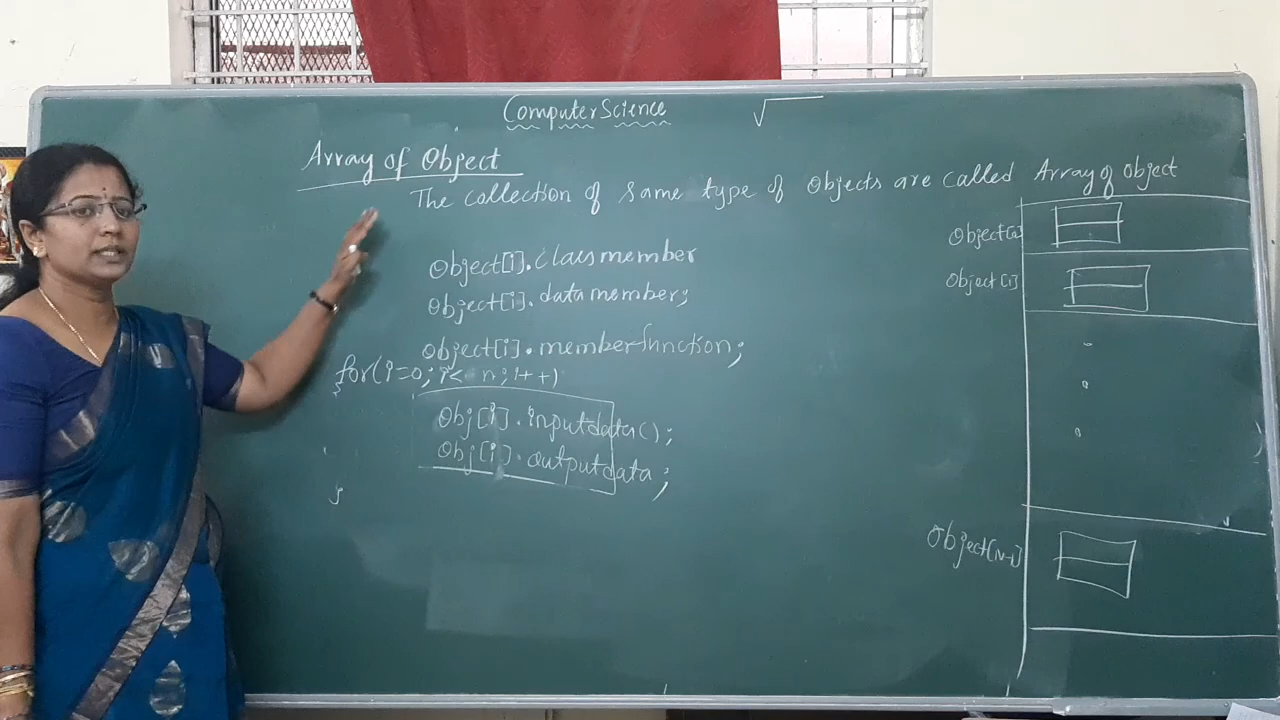 Computer Science
Array of Object
The collection of same type of objects are called Array of object
Object[i].class member
Object[i].data member;
object[i].member function;
for(i=0; i< n; i++)
{
Obj[i].inputdata();
Obj[i].outputdata;
}
Object[0]
Object[i]
Object[N-1]